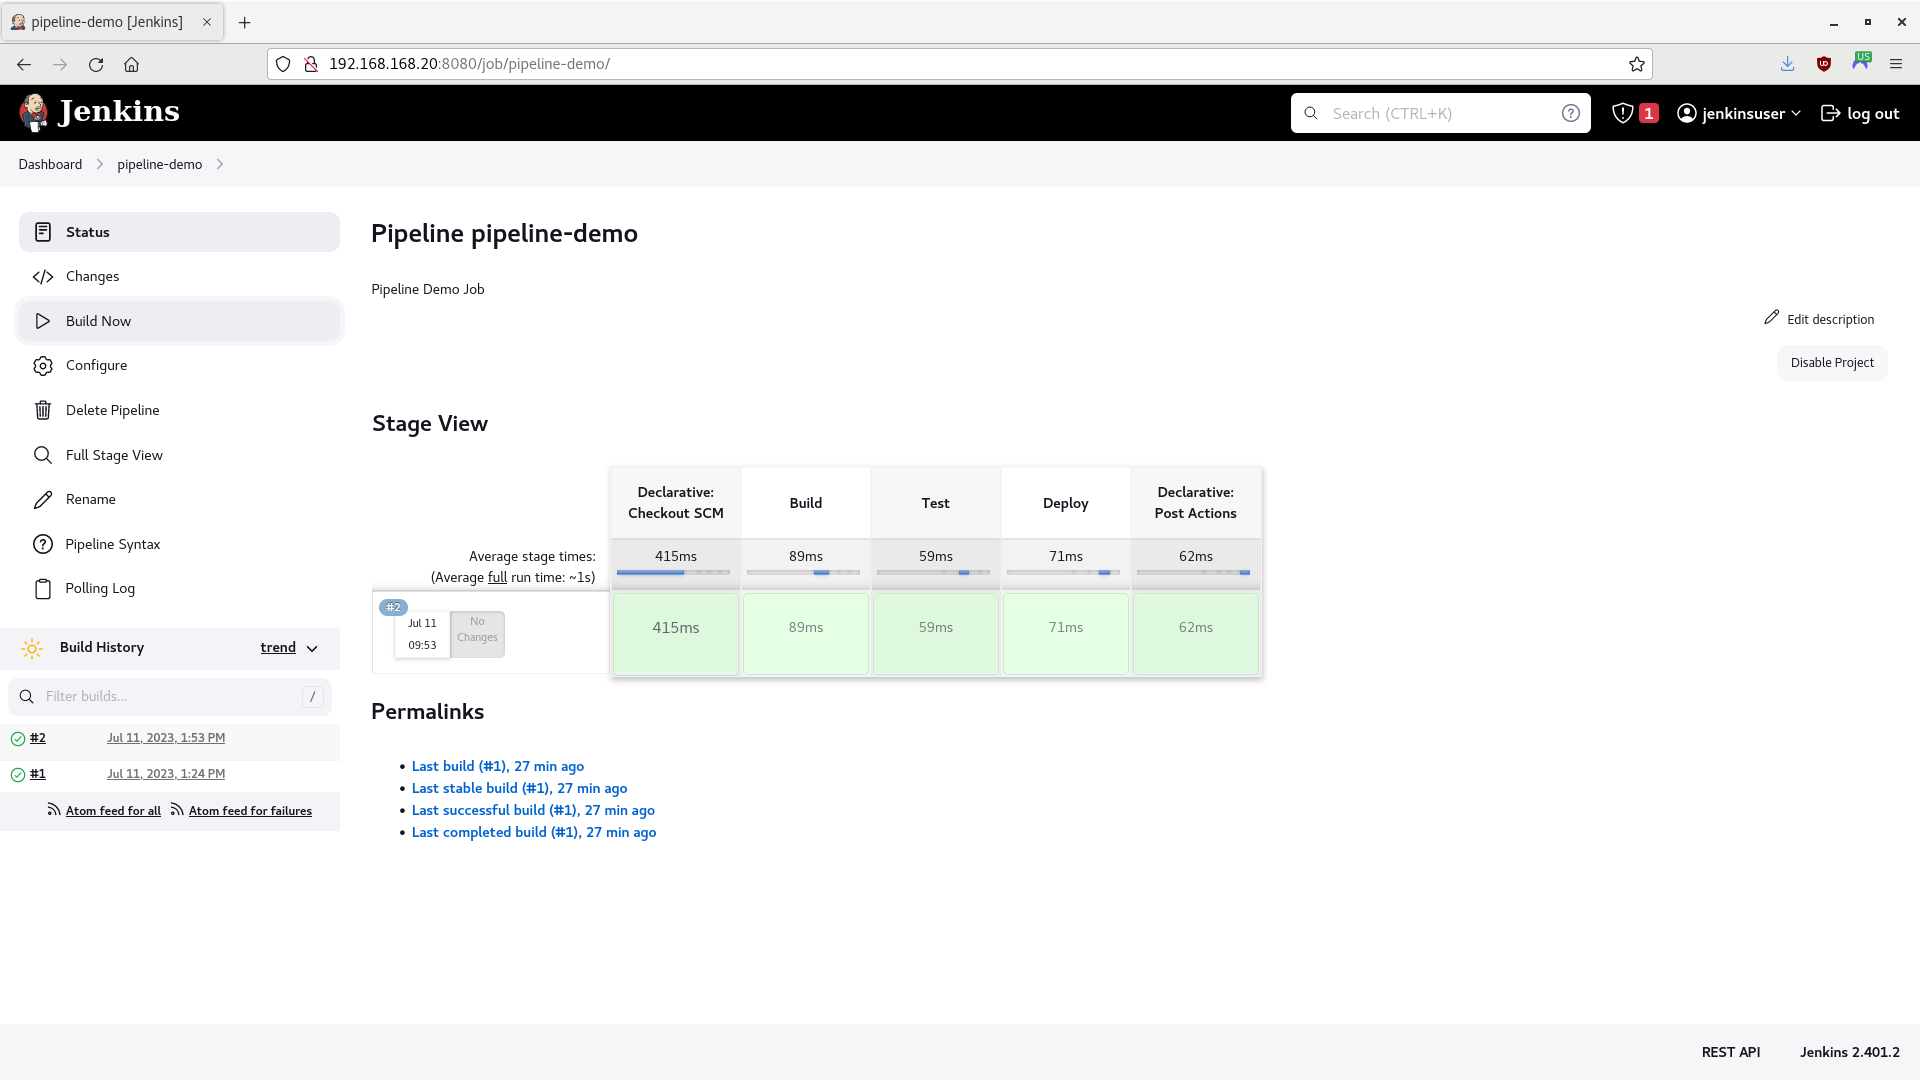 pipeline-demo [Jenkins]
192.168.168.20:8080/job/pipeline-demo/
US
Jenkins
Search (CTRL+K)
1
jenkinsuser
log out
Dashboard
pipeline-demo
Status
Changes
Build Now
Configure
Delete Pipeline
Full Stage View
Rename
Pipeline Syntax
Polling Log
Build History
trend
Filter builds...
/
#2 Jul 11, 2023, 1:53 PM
#1 Jul 11, 2023, 1:24 PM
Atom feed for all Atom feed for failures
Pipeline pipeline-demo
Pipeline Demo Job
Edit description
Disable Project
Stage View
Declarative:
Checkout SCM
Build
Test
Deploy
Declarative:
Post Actions
Average stage times:
(Average full run time: ~1s)
415ms 89ms 59ms 71ms 62ms
#2
Jul 11
09:53
No
Changes
415ms 89ms 59ms 71ms 62ms
Permalinks
• Last build (#1), 27 min ago
• Last stable build (#1), 27 min ago
• Last successful build (#1), 27 min ago
• Last completed build (#1), 27 min ago
REST API
Jenkins 2.401.2